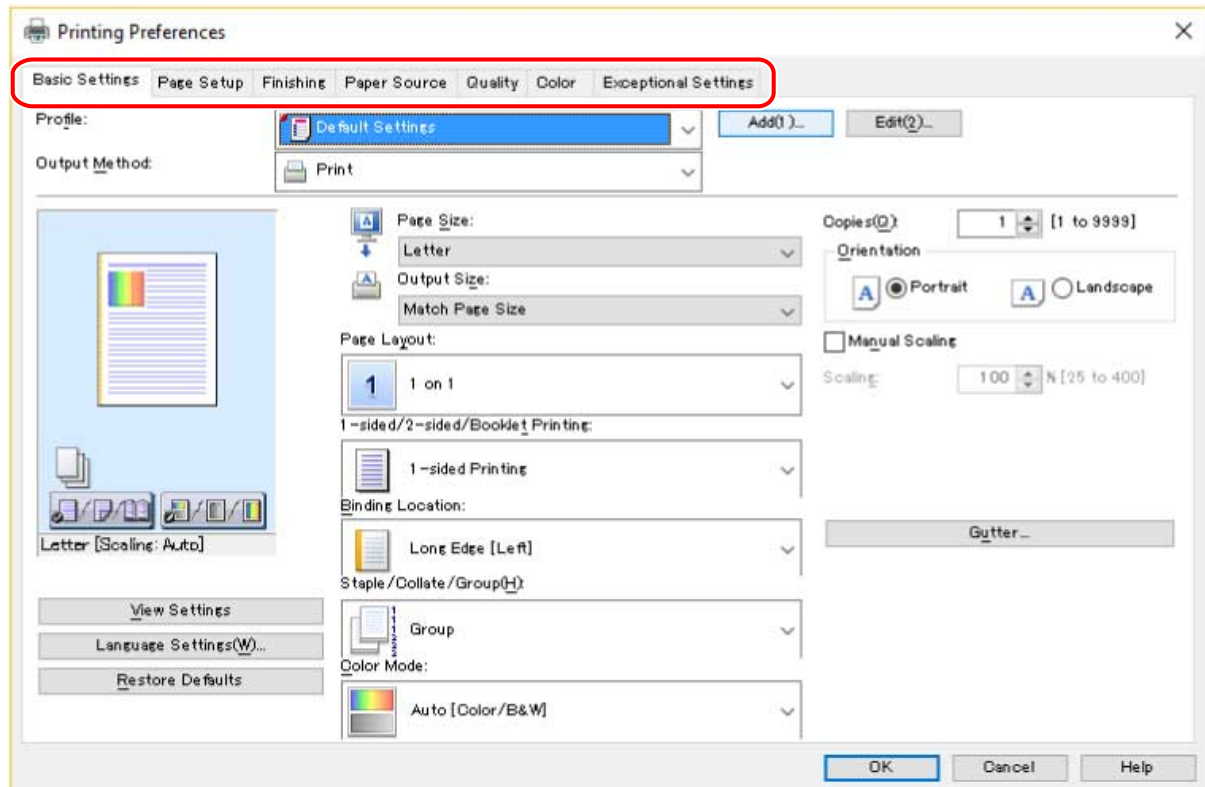 Printing Preferences
Basic Settings Page Setup Finishing Paper Source Quality Color Exceptional Settings
Profile: Default Settings Add(1)... Edit(2)...
Output Method: Print
Page Size:
Letter
Output Size:
Match Page Size
Page Layout:
1 1 on 1
1-sided/2-sided/Booklet Printing:
1-sided Printing
Binding Location:
Long Edge [Left]
Staple/Collate/Group(H):
Group
Color Mode:
Auto [Color/B&W]
Copies(Q): 1 [1 to 9999]
Orientation
A Portrait A Landscape
Manual Scaling
Scaling: 100 % [25 to 400]
Gutter...
Letter [Scaling: Auto]
View Settings
Language Settings(W)...
Restore Defaults
OK Cancel Help